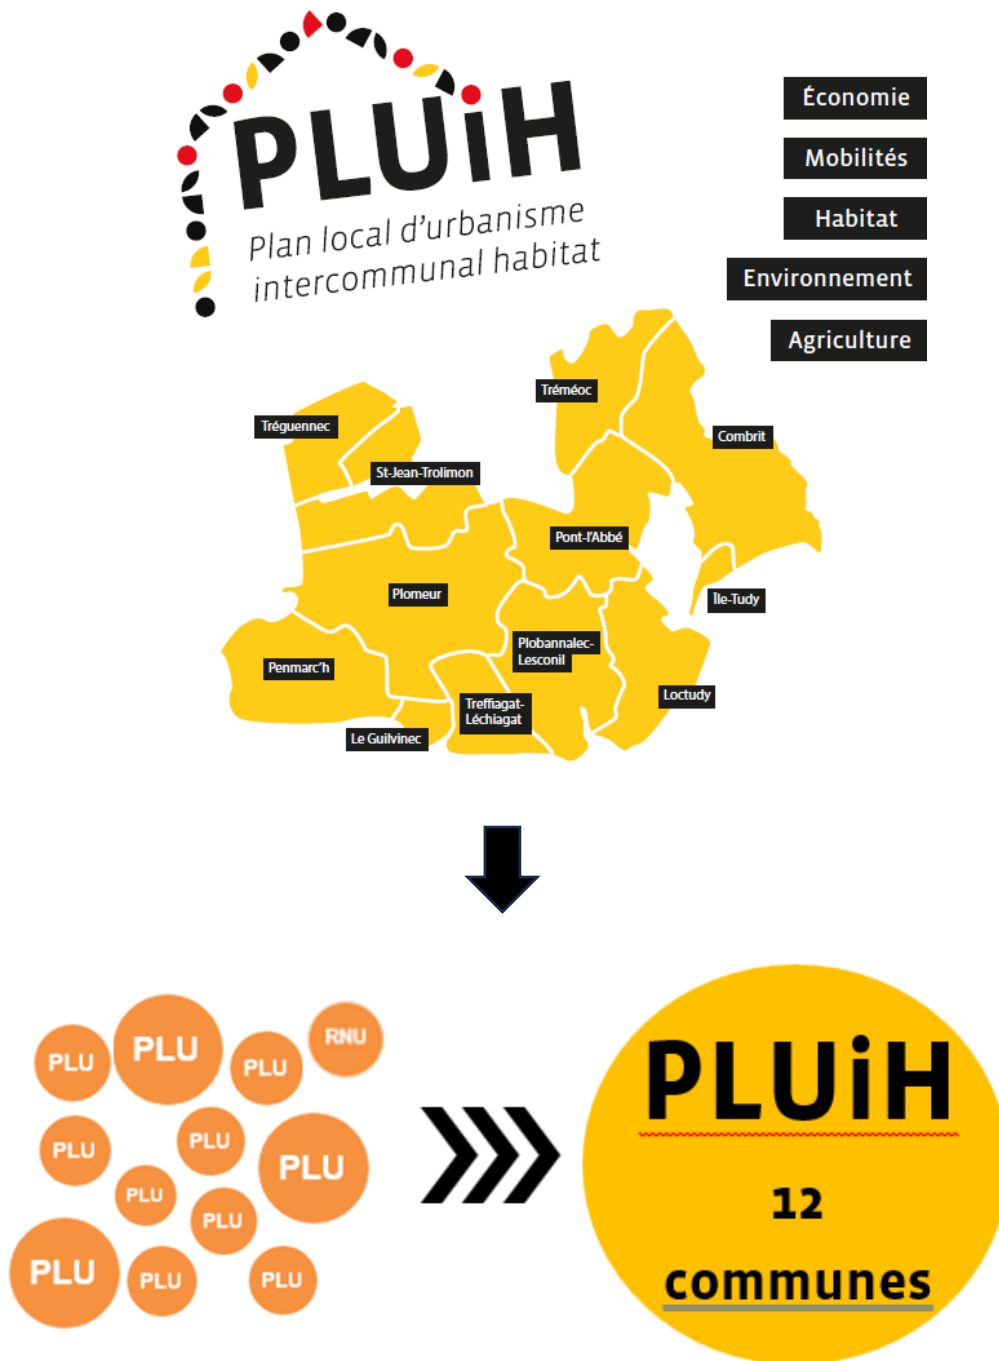 PLUiH
Plan local d'urbanisme
intercommunal habitat
Économie
Mobilités
Habitat
Environnement
Agriculture
Tréméoc
Tréguennec
Combrit
St-Jean-Trolimon
Pont-l'Abbé
Plomeur
Île-Tudy
Plobannalec-
Lesconil
Penmarc'h
Loctudy
Treffiagat-
Léchiagat
Le Guilvinec
PLU
PLU
PLU
RNU
PLU
PLU
PLU
PLU
PLU
PLU
PLU
PLU
PLUiH
12
communes